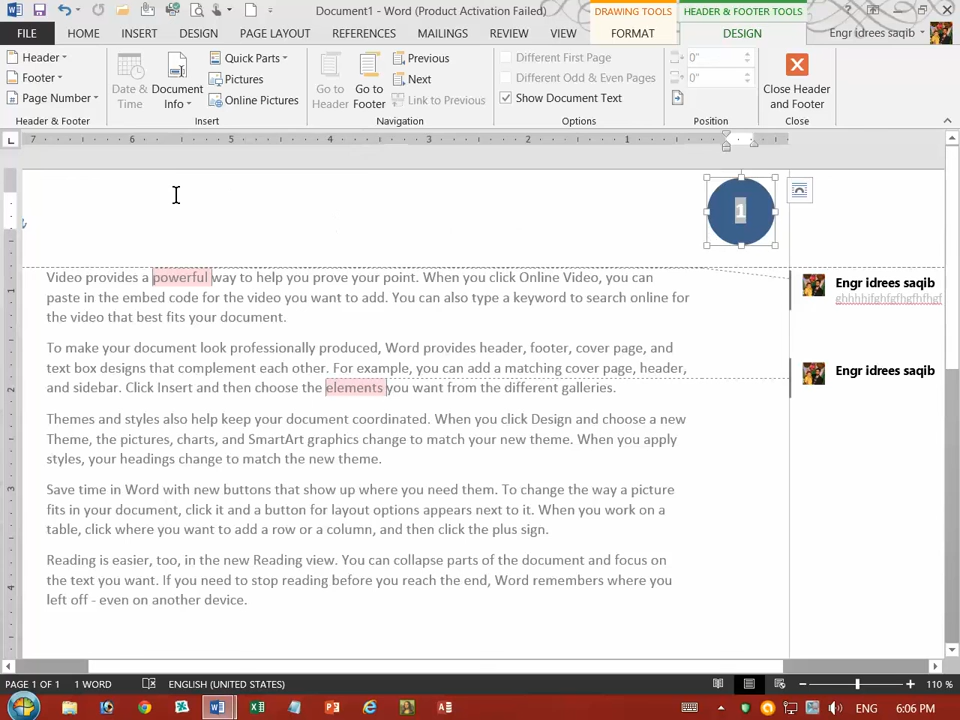 Document1 - Word (Product Activation Failed)
DRAWING TOOLS
HEADER & FOOTER TOOLS
?
FILE
HOME
INSERT
DESIGN
PAGE LAYOUT
REFERENCES
MAILINGS
REVIEW
VIEW
FORMAT
DESIGN
Engr idrees saqib
Header
Footer
Page Number
Header & Footer
Date & Time
Document Info
Quick Parts
Pictures
Online Pictures
Insert
Go to Header
Go to Footer
Previous
Next
Link to Previous
Navigation
Different First Page
Different Odd & Even Pages
Show Document Text
Options
0"
0"
Position
Close Header and Footer
Close
7 6 5 4 3 2 1
1
Video provides a powerful way to help you prove your point. When you click Online Video, you can
paste in the embed code for the video you want to add. You can also type a keyword to search online for
the video that best fits your document.
To make your document look professionally produced, Word provides header, footer, cover page, and
text box designs that complement each other. For example, you can add a matching cover page, header,
and sidebar. Click Insert and then choose the elements you want from the different galleries.
Themes and styles also help keep your document coordinated. When you click Design and choose a new
Theme, the pictures, charts, and SmartArt graphics change to match your new theme. When you apply
styles, your headings change to match the new theme.
Save time in Word with new buttons that show up where you need them. To change the way a picture
fits in your document, click it and a button for layout options appears next to it. When you work on a
table, click where you want to add a row or a column, and then click the plus sign.
Reading is easier, too, in the new Reading view. You can collapse parts of the document and focus on
the text you want. If you need to stop reading before you reach the end, Word remembers where you
left off - even on another device.
Engr idrees saqib
Engr idrees saqib
1
2
3
4
PAGE 1 OF 1
1 WORD
ENGLISH (UNITED STATES)
110 %
ENG
6:06 PM